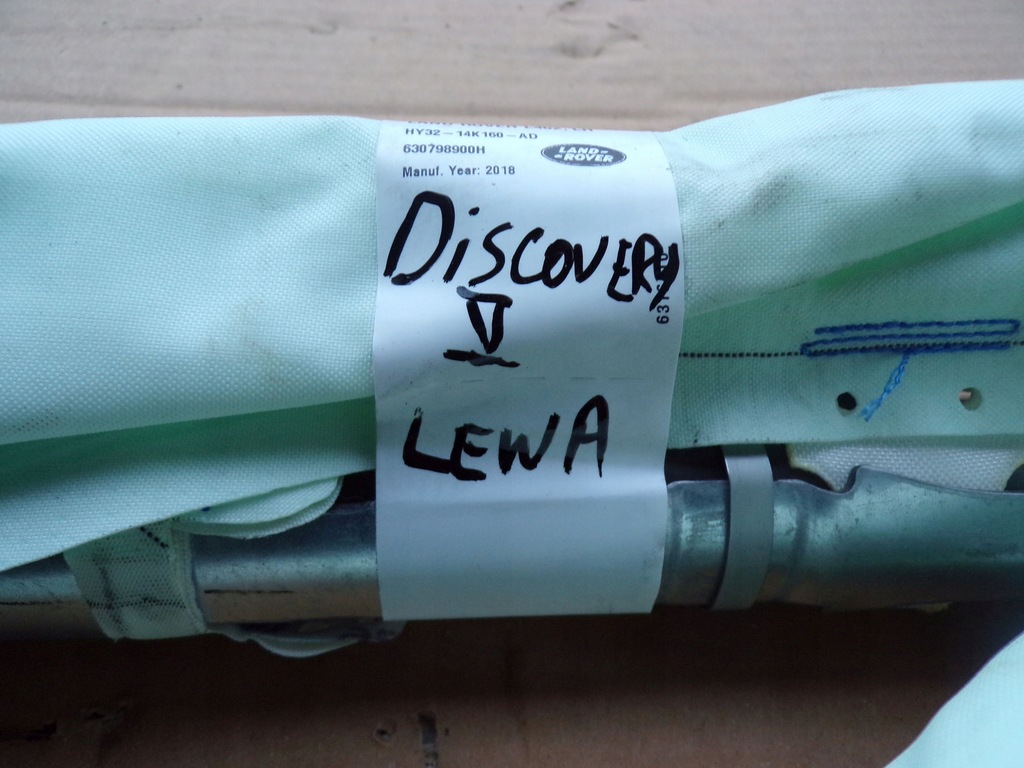 HY32-14K160-AD
630798900H
LAND-
-ROVER
Manuf. Year: 2018
DiSCOVERY
V
LEWA